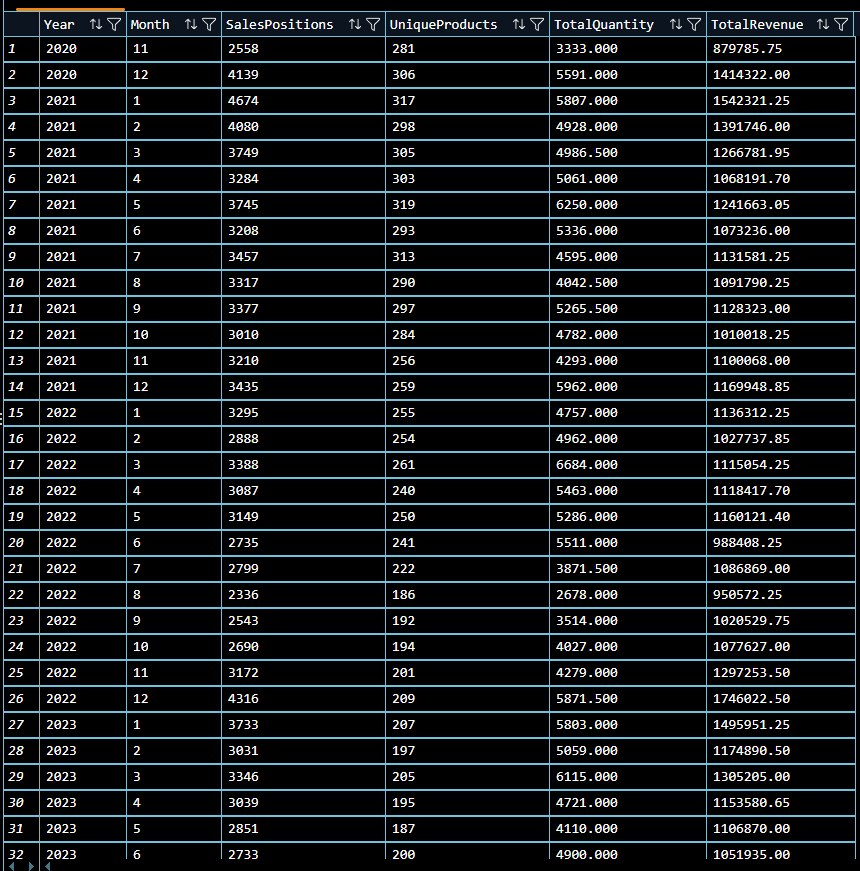 Year Month SalesPositions UniqueProducts TotalQuantity TotalRevenue
1 2020 11 2558 281 3333.000 879785.75
2 2020 12 4139 306 5591.000 1414322.00
3 2021 1 4674 317 5807.000 1542321.25
4 2021 2 4080 298 4928.000 1391746.00
5 2021 3 3749 305 4986.500 1266781.95
6 2021 4 3284 303 5061.000 1068191.70
7 2021 5 3745 319 6250.000 1241663.05
8 2021 6 3208 293 5336.000 1073236.00
9 2021 7 3457 313 4595.000 1131581.25
10 2021 8 3317 290 4042.500 1091790.25
11 2021 9 3377 297 5265.500 1128323.00
12 2021 10 3010 284 4782.000 1010018.25
13 2021 11 3210 256 4293.000 1100068.00
14 2021 12 3435 259 5962.000 1169948.85
15 2022 1 3295 255 4757.000 1136312.25
16 2022 2 2888 254 4962.000 1027737.85
17 2022 3 3388 261 6684.000 1115054.25
18 2022 4 3087 240 5463.000 1118417.70
19 2022 5 3149 250 5286.000 1160121.40
20 2022 6 2735 241 5511.000 988408.25
21 2022 7 2799 222 3871.500 1086869.00
22 2022 8 2336 186 2678.000 950572.25
23 2022 9 2543 192 3514.000 1020529.75
24 2022 10 2690 194 4027.000 1077627.00
25 2022 11 3172 201 4279.000 1297253.50
26 2022 12 4316 209 5871.500 1746022.50
27 2023 1 3733 207 5803.000 1495951.25
28 2023 2 3031 197 5059.000 1174890.50
29 2023 3 3346 205 6115.000 1305205.00
30 2023 4 3039 195 4721.000 1153580.65
31 2023 5 2851 187 4110.000 1106870.00
32 2023 6 2733 200 4900.000 1051935.00